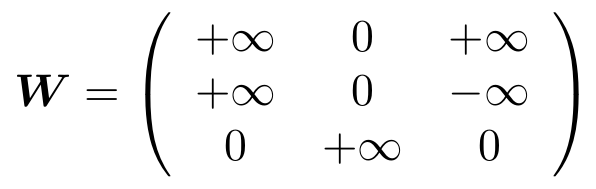 +∞ 0 +∞
W = ( +∞ 0 −∞ )
0 +∞ 0